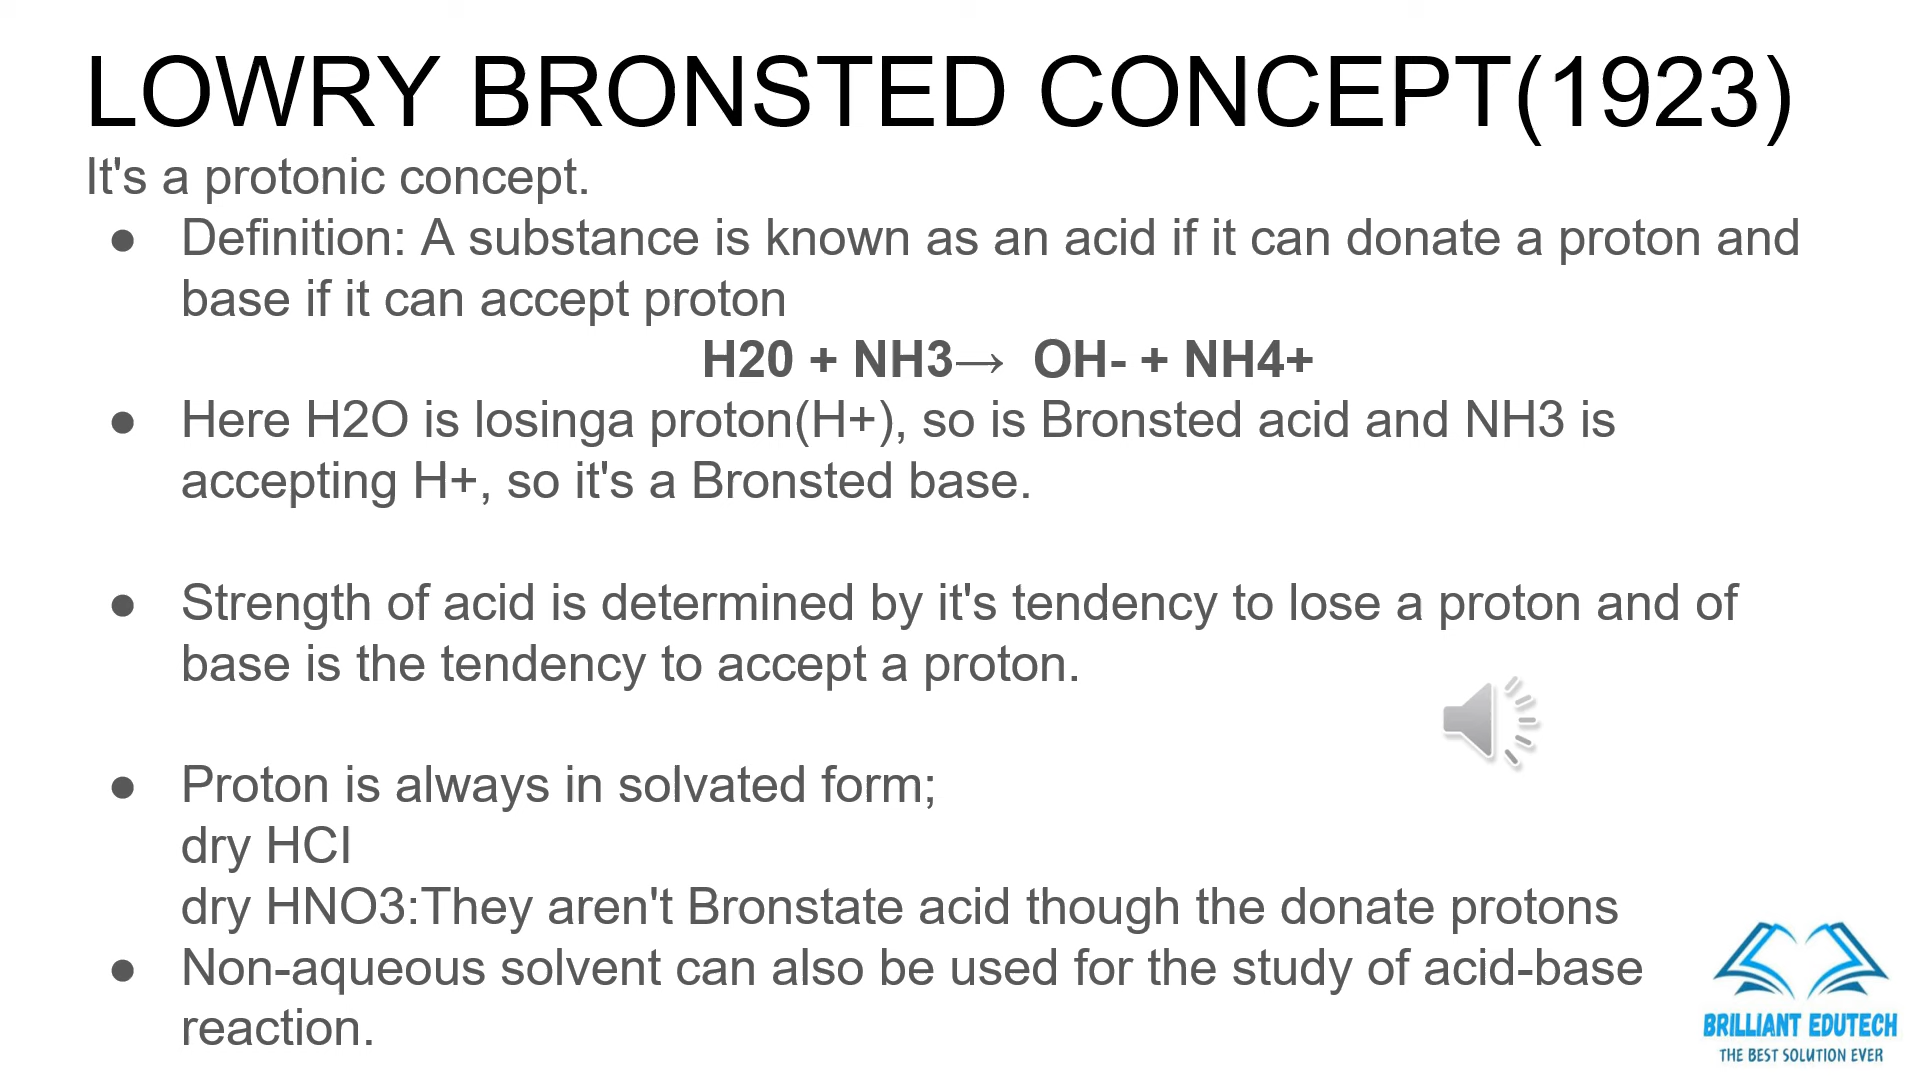 LOWRY BRONSTED CONCEPT(1923)
It's a protonic concept.
● Definition: A substance is known as an acid if it can donate a proton and
base if it can accept proton
H20 + NH3→ OH- + NH4+
● Here H2O is losinga proton(H+), so is Bronsted acid and NH3 is
accepting H+, so it's a Bronsted base.
● Strength of acid is determined by it's tendency to lose a proton and of
base is the tendency to accept a proton.
● Proton is always in solvated form;
dry HCl
dry HNO3:They aren't Bronstate acid though the donate protons
● Non-aqueous solvent can also be used for the study of acid-base
reaction.
BRILLIANT EDUTECH
THE BEST SOLUTION EVER